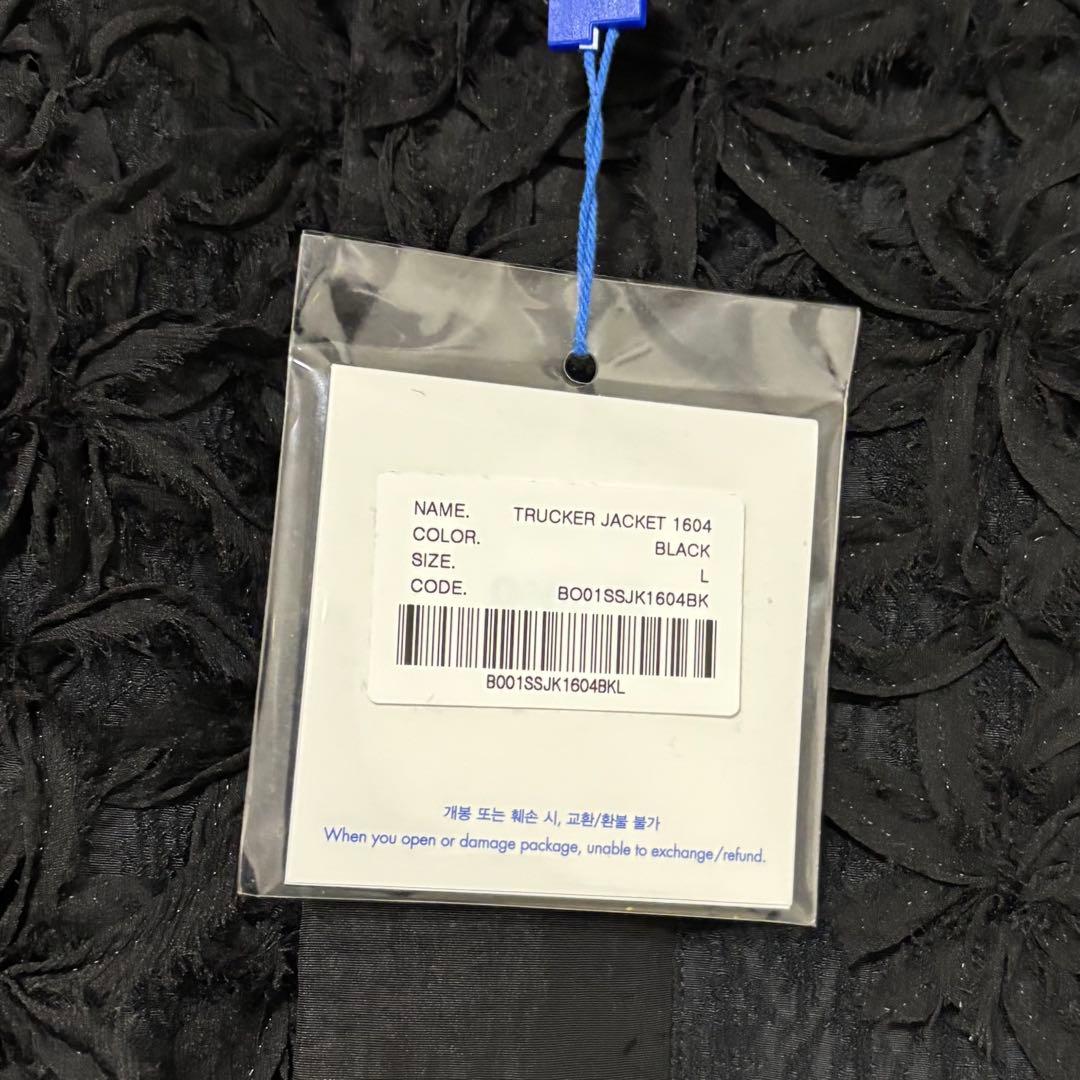 NAME. TRUCKER JACKET 1604
COLOR. BLACK
SIZE. L
CODE. BO01SSJK1604BK
BO01SSJK1604BKL
개봉 또는 훼손 시, 교환/환불 불가
When you open or damage package, unable to exchange/refund.